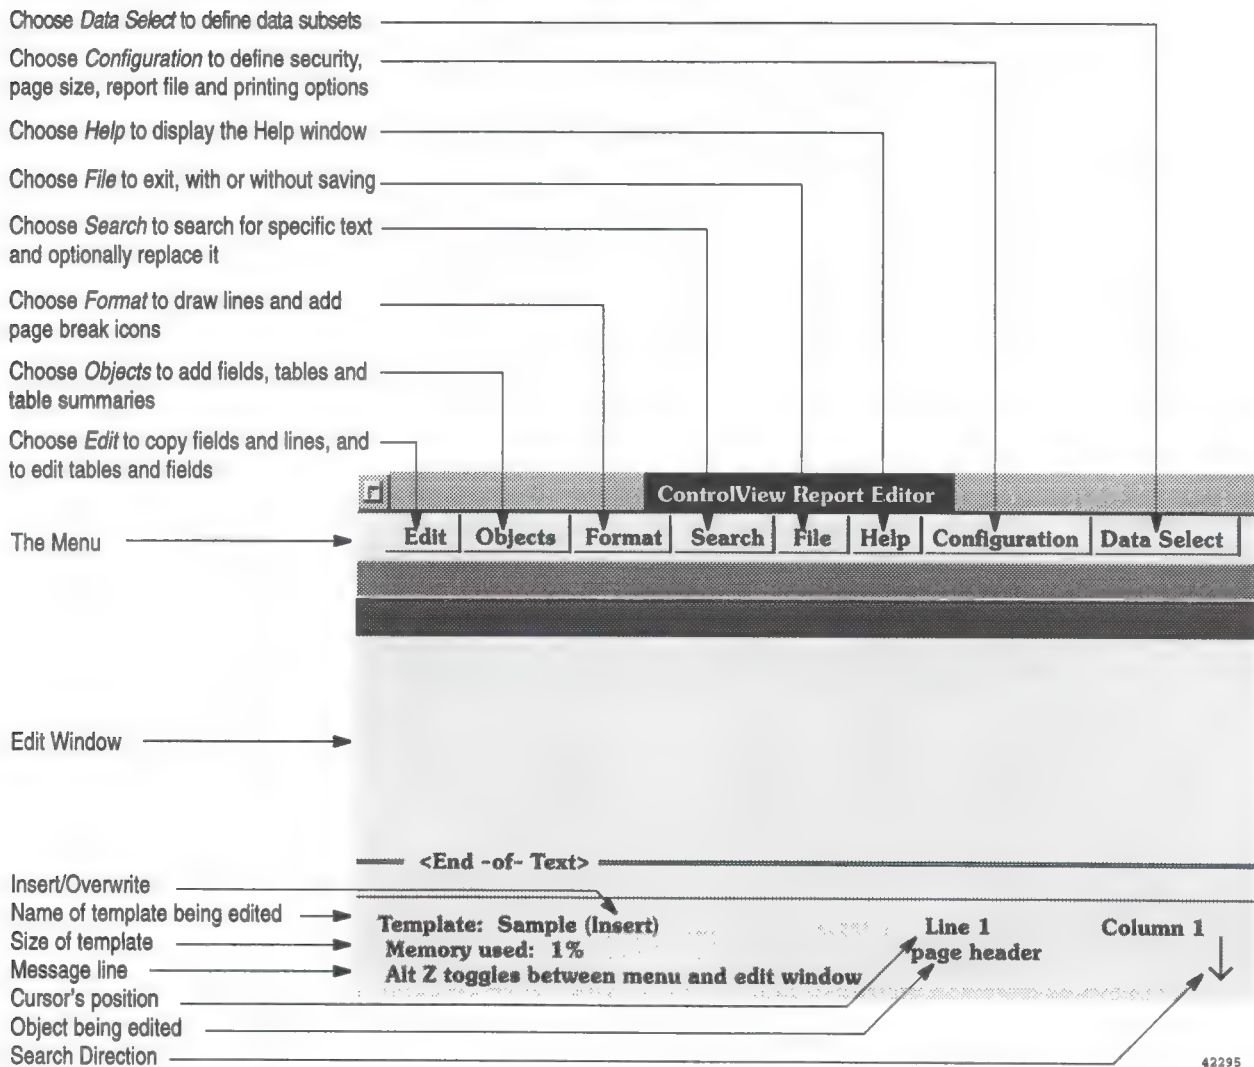 Choose Data Select to define data subsets
Choose Configuration to define security,
page size, report file and printing options
Choose Help to display the Help window
Choose File to exit, with or without saving
Choose Search to search for specific text
and optionally replace it
Choose Format to draw lines and add
page break icons
Choose Objects to add fields, tables and
table summaries
Choose Edit to copy fields and lines, and
to edit tables and fields
ControlView Report Editor
The Menu
Edit Objects Format Search File Help Configuration Data Select
Edit Window
<End -of- Text>
Insert/Overwrite
Name of template being edited
Template: Sample (Insert) Line 1 Column 1
Size of template
Memory used: 1% page header
Message line
Alt Z toggles between menu and edit window
Cursor's position
Object being edited
Search Direction
42295